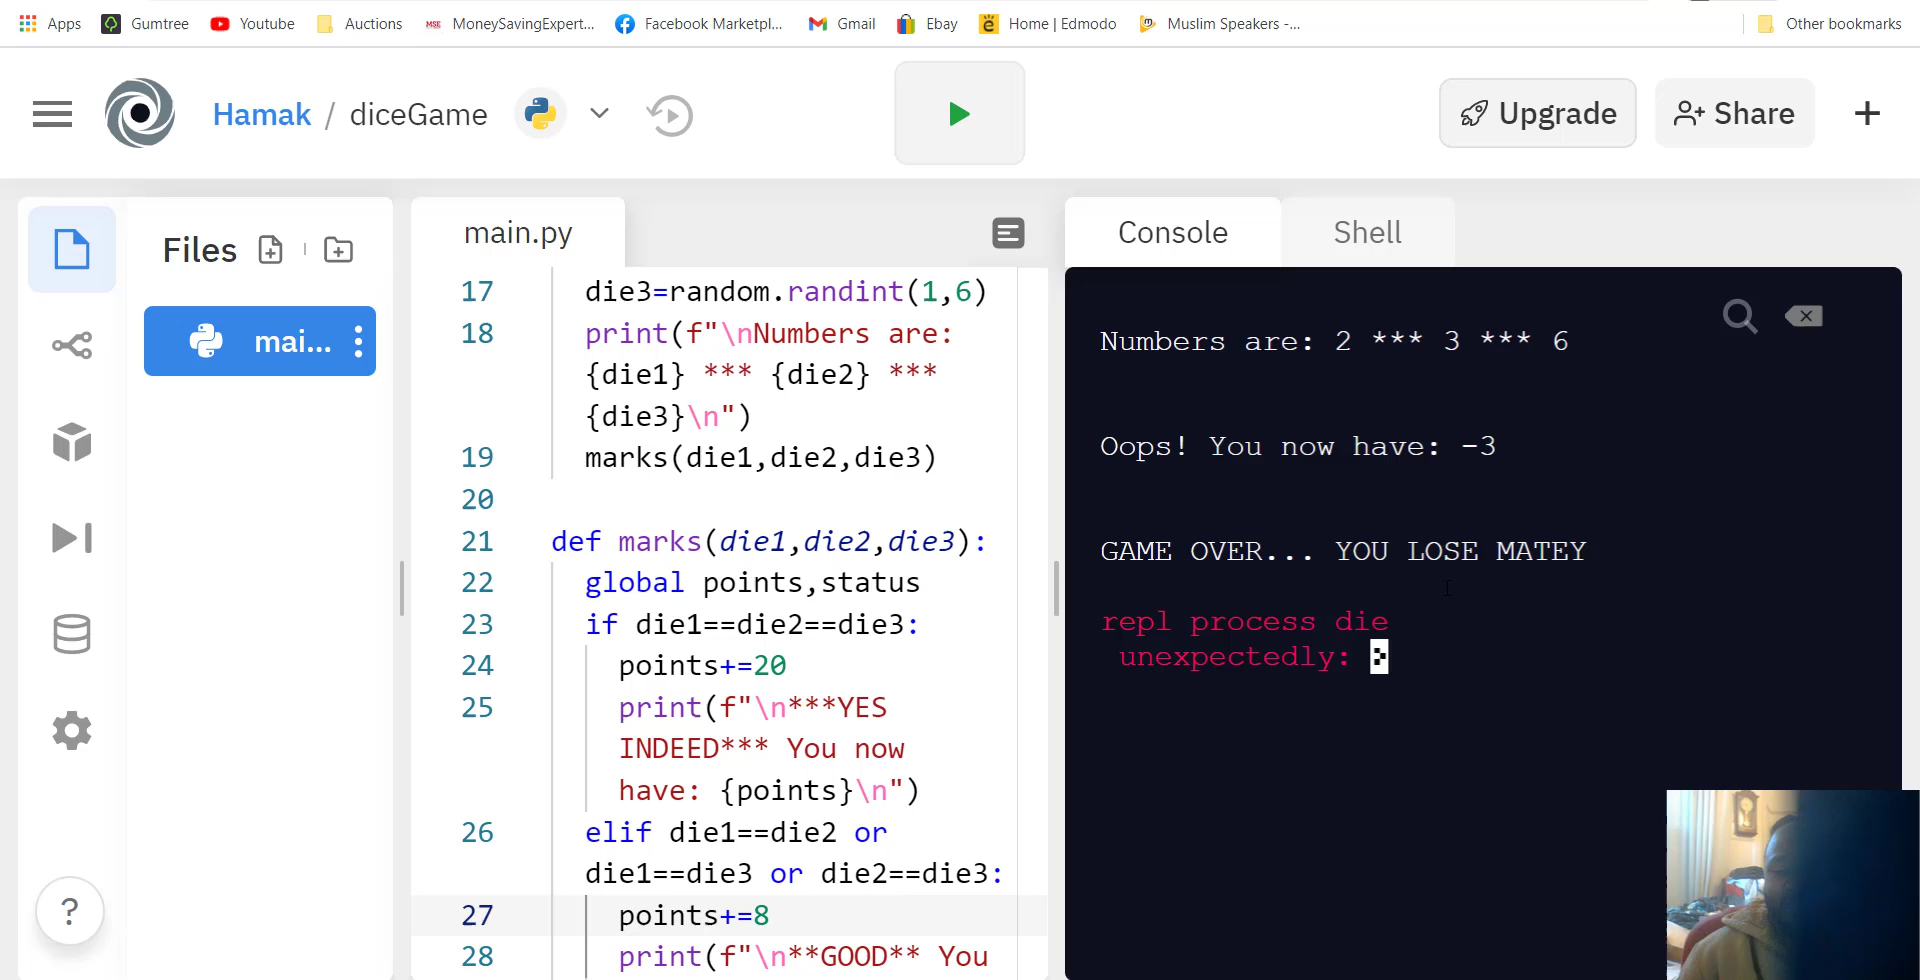 Apps Gumtree Youtube Auctions MSE MoneySavingExpert... Facebook Marketpl... Gmail Ebay Home | Edmodo Muslim Speakers -... Other bookmarks
Hamak / diceGame Upgrade Share +
Files main.py Console Shell
mai...
17 die3=random.randint(1,6)
18 print(f"\nNumbers are:
{die1} *** {die2} ***
{die3}\n")
19 marks(die1,die2,die3)
20
21 def marks(die1,die2,die3):
22 global points,status
23 if die1==die2==die3:
24 points+=20
25 print(f"\n***YES
INDEED*** You now
have: {points}\n")
26 elif die1==die2 or
die1==die3 or die2==die3:
27 points+=8
28 print(f"\n**GOOD** You
?
Numbers are: 2 *** 3 *** 6
Oops! You now have: -3
GAME OVER... YOU LOSE MATEY
repl process die
unexpectedly: >